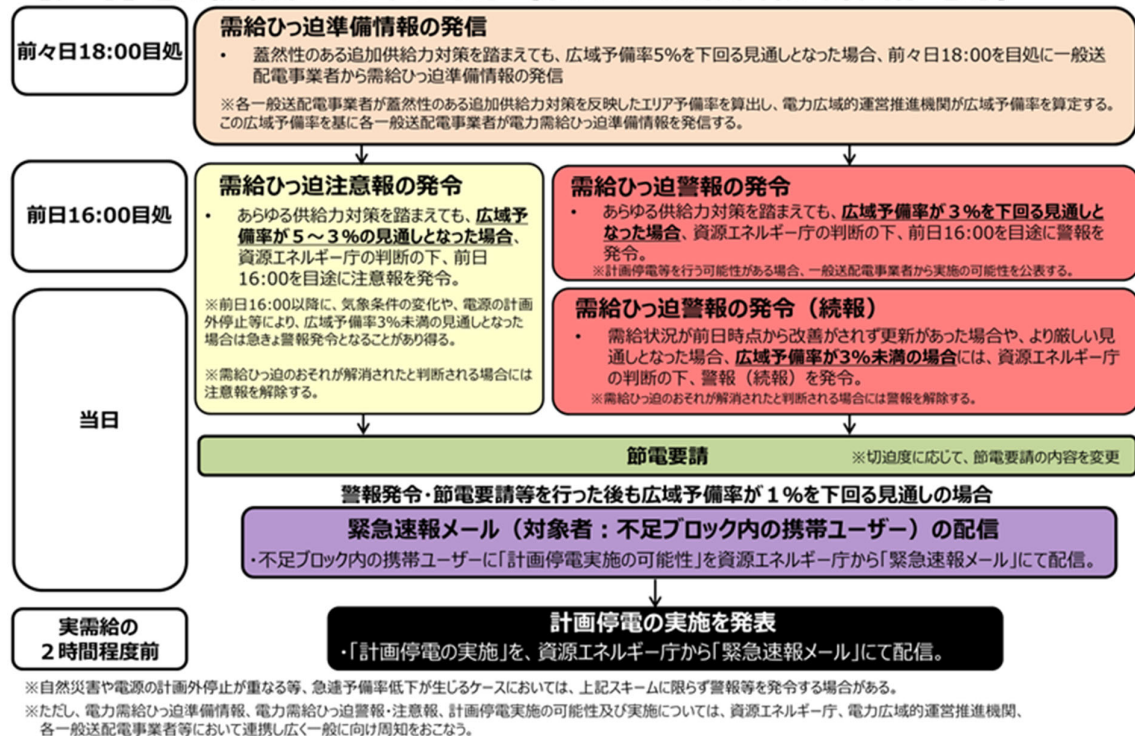 前々日18:00目処
需給ひっ迫準備情報の発信
• 蓋然性のある追加供給力対策を踏まえても、広域予備率5%を下回る見通しとなった場合、前々日18:00を目処に一般送
配電事業者から需給ひっ迫準備情報の発信
※各一般送配電事業者が蓋然性のある追加供給力対策を反映したエリア予備率を算出し、電力広域的運営推進機関が広域予備率を算定する。
この広域予備率を基に各一般送配電事業者が電力需給ひっ迫準備情報を発信する。
前日16:00目処
需給ひっ迫注意報の発令
• あらゆる供給力対策を踏まえても、広域予
備率が5~3%の見通しとなった場合、
資源エネルギー庁の判断の下、前日
16:00を目途に注意報を発令。
※前日16:00以降に、気象条件の変化や、電源の計画
外停止等により、広域予備率3%未満の見通しとなった
場合は急きょ警報発令となることがあり得る。
※需給ひっ迫のおそれが解消されたと判断される場合には
注意報を解除する。
需給ひっ迫警報の発令
• あらゆる供給力対策を踏まえても、広域予備率が3%を下回る見通しと
なった場合、資源エネルギー庁の判断の下、前日16:00を目途に警報を
発令。
※計画停電等を行う可能性がある場合、一般送配電事業者から実施の可能性を公表する。
当日
需給ひっ迫警報の発令(続報)
• 需給状況が前日時点から改善がされず更新があった場合や、より厳しい見
通しとなった場合、広域予備率が3%未満の場合には、資源エネルギー庁
の判断の下、警報(続報)を発令。
※需給ひっ迫のおそれが解消されたと判断される場合には警報を解除する。
節電要請 ※切迫度に応じて、節電要請の内容を変更
警報発令・節電要請等を行った後も広域予備率が1%を下回る見通しの場合
緊急速報メール(対象者:不足ブロック内の携帯ユーザー)の配信
・不足ブロック内の携帯ユーザーに「計画停電実施の可能性」を資源エネルギー庁から「緊急速報メール」にて配信。
実需給の
2時間程度前
計画停電の実施を発表
・「計画停電の実施」を、資源エネルギー庁から「緊急速報メール」にて配信。
※自然災害や電源の計画外停止が重なる等、急遽予備率低下が生じるケースにおいては、上記スキームに限らず警報等を発令する場合がある。
※ただし、電力需給ひっ迫準備情報、電力需給ひっ迫警報・注意報、計画停電実施の可能性及び実施については、資源エネルギー庁、電力広域的運営推進機関、
各一般送配電事業者等において連携し広く一般に向け周知をおこなう。